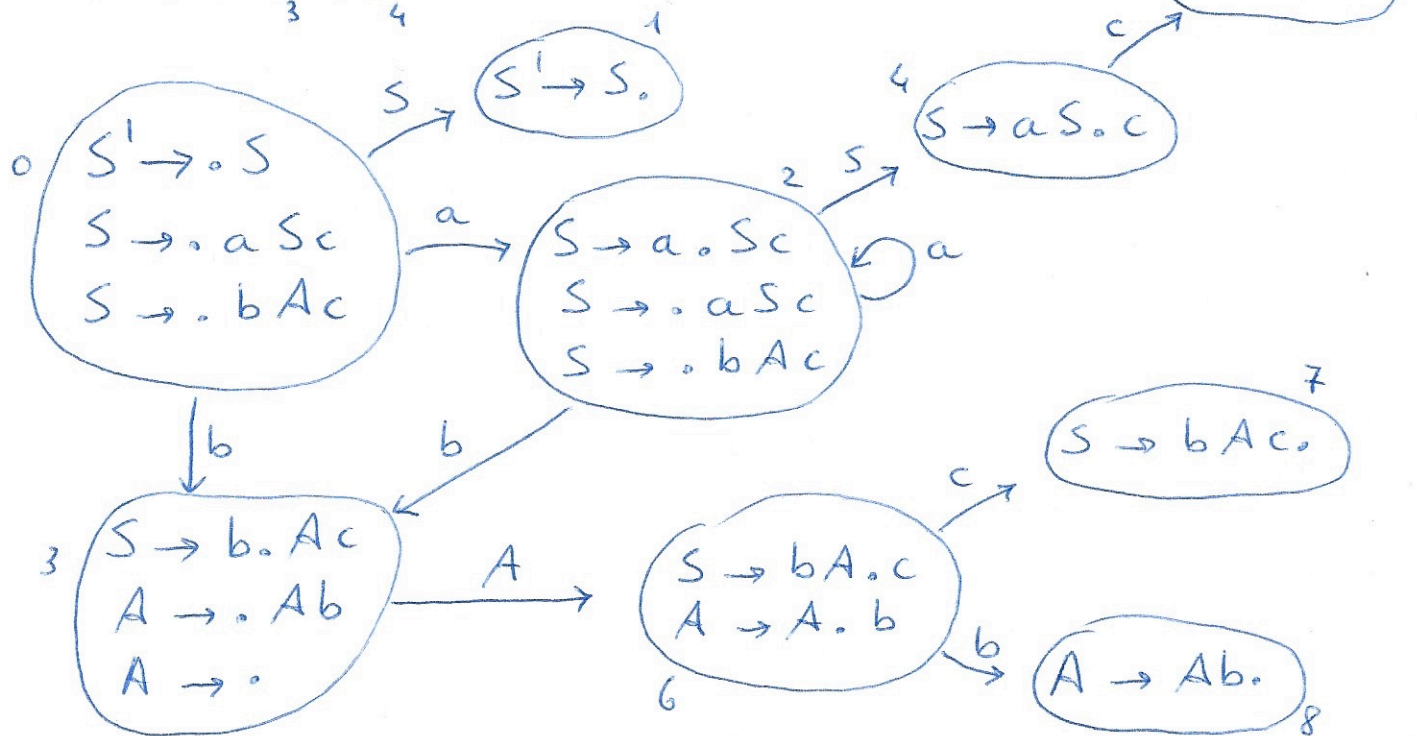 3 4
1
S' → S.
S
c
4
S → aS.c
0
S' → .S
S → .aSc
S → .bAc
a
2
S
S → a.Sc
S → .aSc
S → .bAc
a
b
b
7
S → bAc.
c
3
S → b.Ac
A → .Ab
A → .
A
S → bA.c
A → A.b
6
b
A → Ab.
8